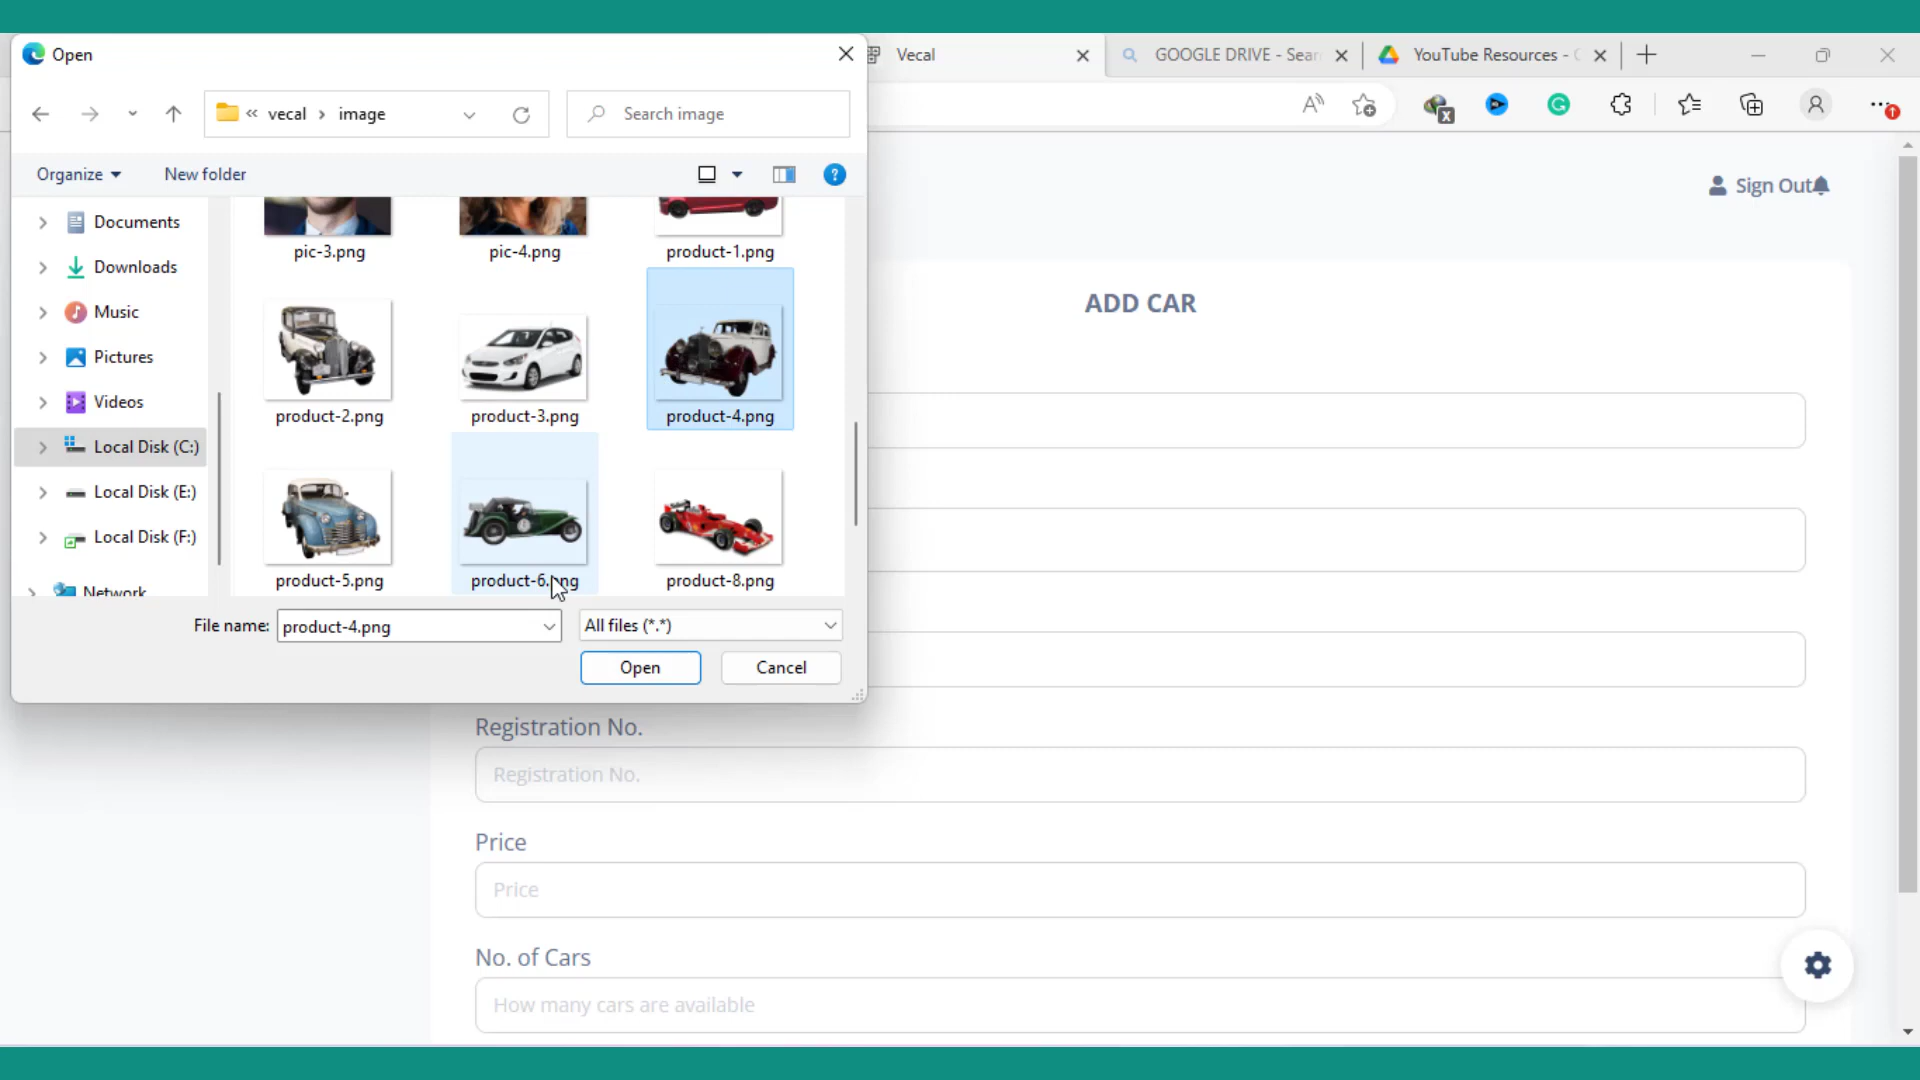 Open
Vecal
GOOGLE DRIVE - Sear
YouTube Resources -
« vecal › image
Search image
Organize
New folder
Sign Out
Documents
Downloads
Music
Pictures
Videos
Local Disk (C:)
Local Disk (E:)
Local Disk (F:)
Network
pic-3.png
pic-4.png
product-1.png
product-2.png
product-3.png
product-4.png
product-5.png
product-6.png
product-8.png
File name:
product-4.png
All files (*.*)
Open
Cancel
ADD CAR
Registration No.
Registration No.
Price
Price
No. of Cars
How many cars are available